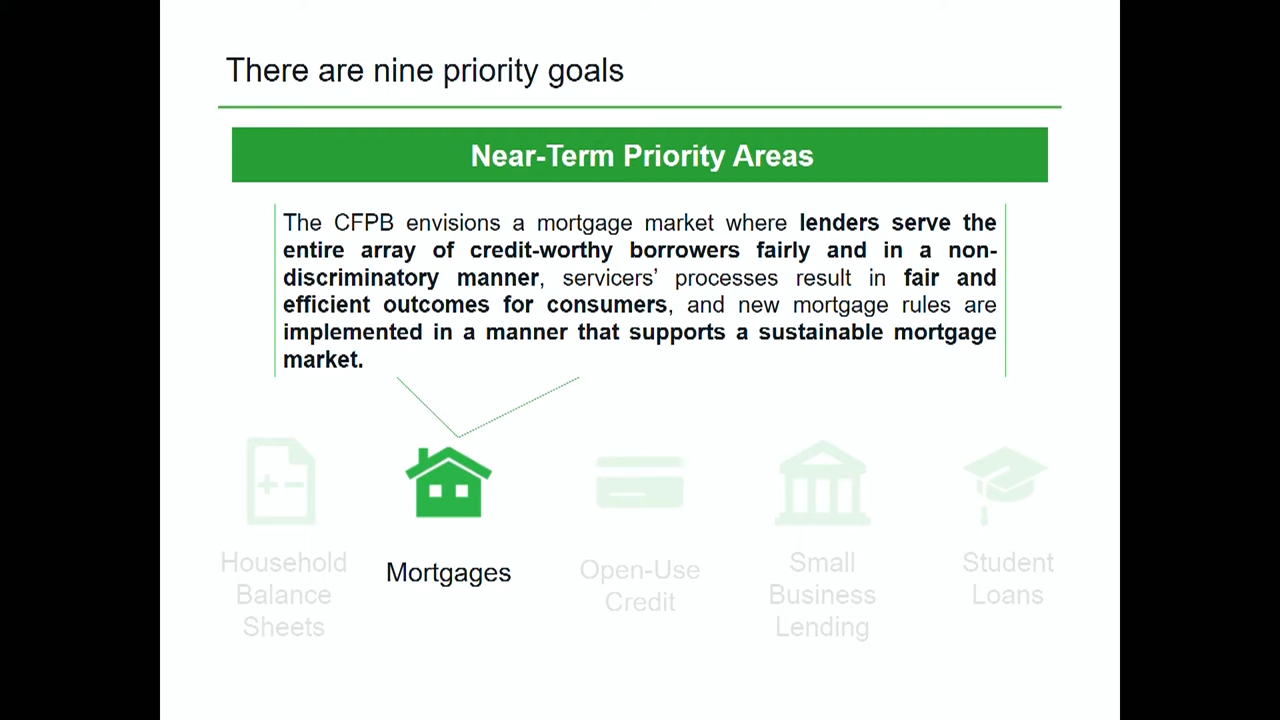 There are nine priority goals
Near-Term Priority Areas
The CFPB envisions a mortgage market where lenders serve the
entire array of credit-worthy borrowers fairly and in a non-
discriminatory manner, servicers’ processes result in fair and
efficient outcomes for consumers, and new mortgage rules are
implemented in a manner that supports a sustainable mortgage
market.
Household
Balance
Sheets
Mortgages
Open-Use
Credit
Small
Business
Lending
Student
Loans